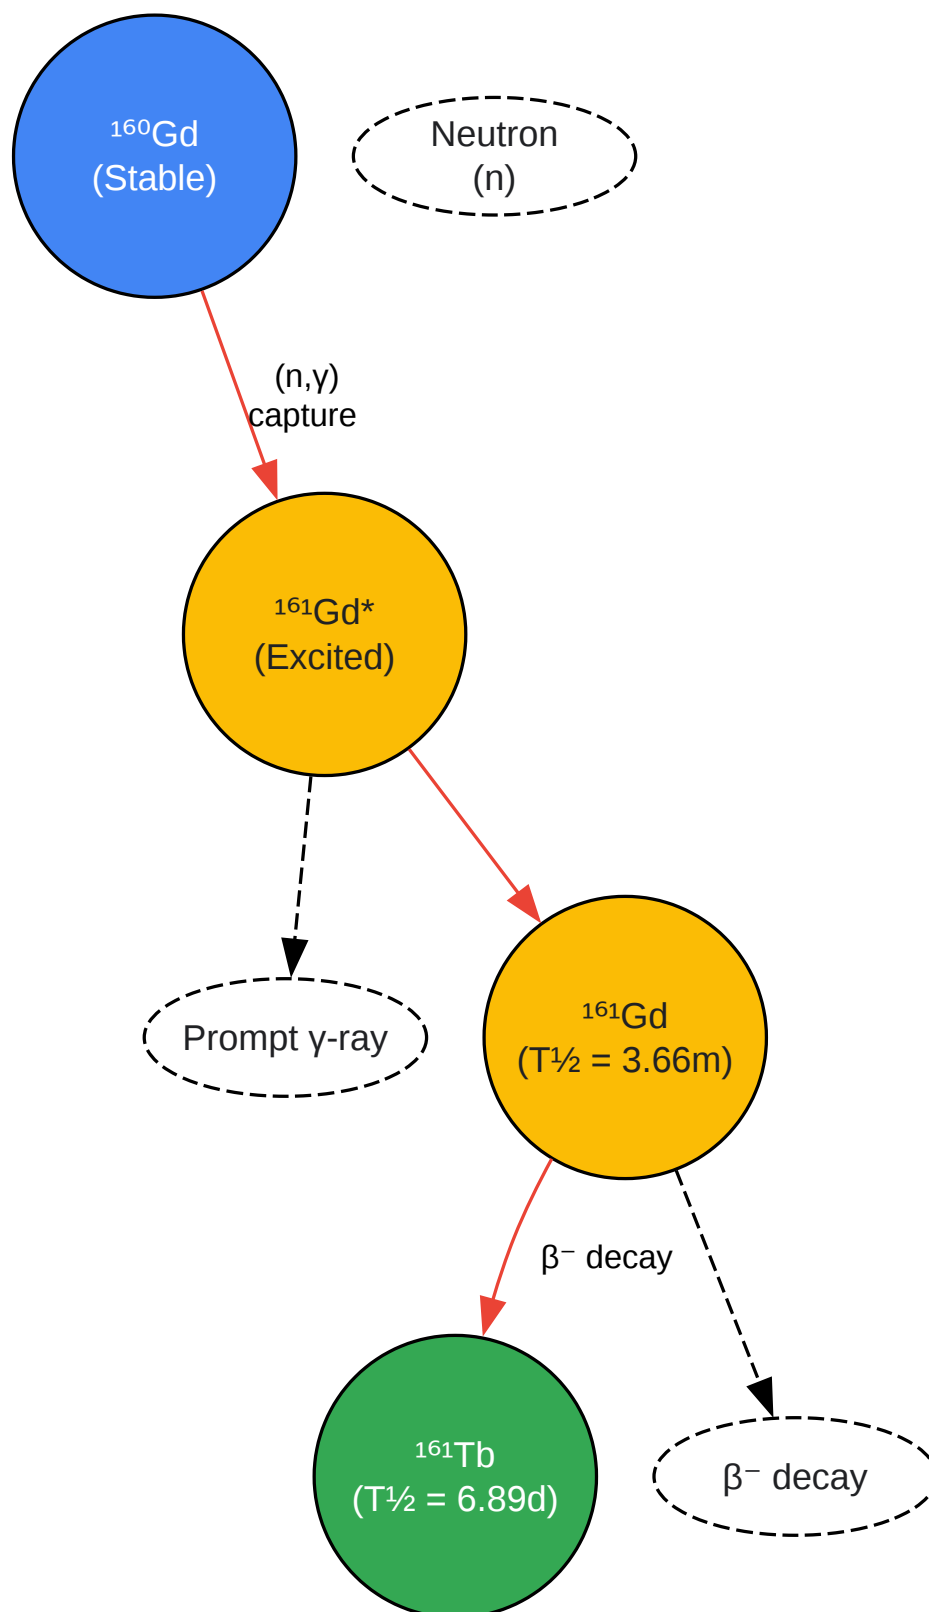 ¹⁶⁰Gd
(Stable)
Neutron
(n)
(n,γ)
capture
¹⁶¹Gd*
(Excited)
Prompt γ-ray
¹⁶¹Gd
(T½ = 3.66m)
β⁻ decay
¹⁶¹Tb
(T½ = 6.89d)
β⁻ decay